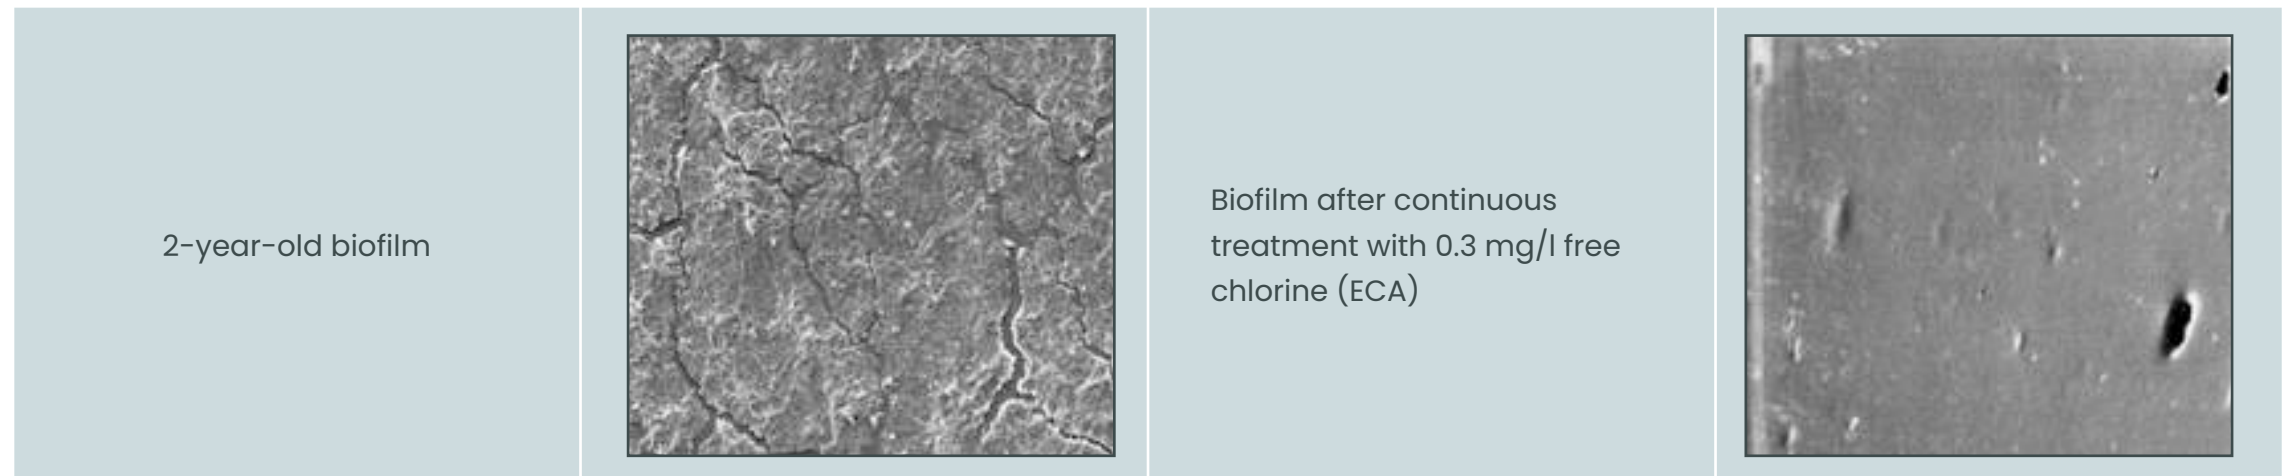 2-year-old biofilm
Biofilm after continuous
treatment with 0.3 mg/l free
chlorine (ECA)